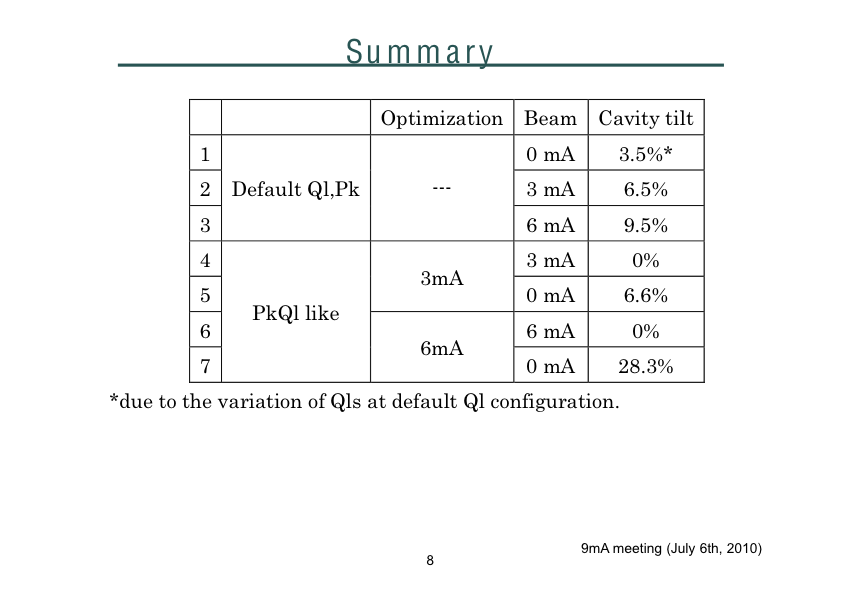 Summary
Optimization Beam Cavity tilt
1 Default Ql,Pk --- 0 mA 3.5%*
2 3 mA 6.5%
3 6 mA 9.5%
4 PkQl like 3mA 3 mA 0%
5 0 mA 6.6%
6 6mA 6 mA 0%
7 0 mA 28.3%
*due to the variation of Qls at default Ql configuration.
9mA meeting (July 6th, 2010)
8